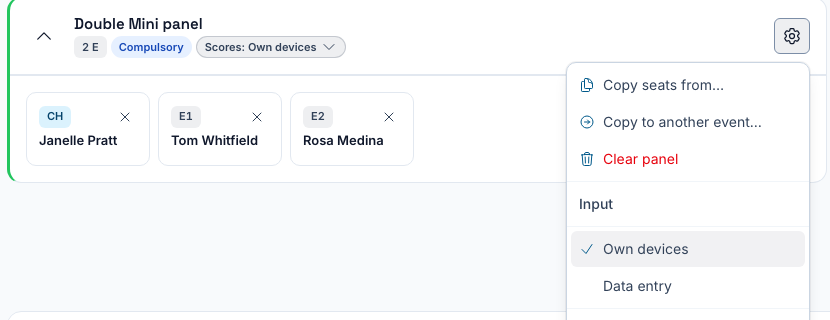 Double Mini panel
2 E Compulsory Scores: Own devices
CH
Janelle Pratt
E1
Tom Whitfield
E2
Rosa Medina
Copy seats from...
Copy to another event...
Clear panel
Input
Own devices
Data entry